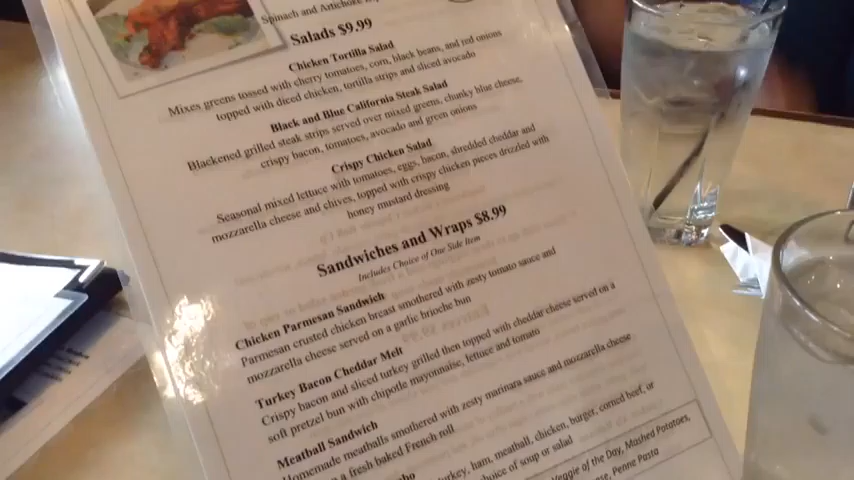 Spinach and Artichoke
Salads $9.99
Chicken Tortilla Salad
Mixes greens tossed with cherry tomatoes, corn, black beans, and red onions
topped with diced chicken, tortilla strips and sliced avocado
Black and Blue California Steak Salad
Blackened grilled steak strips served over mixed greens, chunky blue cheese,
crispy bacon, tomatoes, avocado and green onions
Crispy Chicken Salad
Seasonal mixed lettuce with tomatoes, eggs, bacon, shredded cheddar and
mozzarella cheese and chives, topped with crispy chicken pieces drizzled with
honey mustard dressing
Sandwiches and Wraps $8.99
Includes Choice of One Side Item
Chicken Parmesan Sandwich
Parmesan crusted chicken breast smothered with zesty tomato sauce and
mozzarella cheese served on a garlic brioche bun
Turkey Bacon Cheddar Melt
Crispy bacon and sliced turkey grilled then topped with cheddar cheese served on a
soft pretzel bun with chipotle mayonnaise, lettuce and tomato
Meatball Sandwich
Homemade meatballs smothered with zesty marinara sauce and mozzarella cheese
a fresh baked French roll
turkey, ham, meatball, chicken, burger, corned beef, or
choice of soup or salad
Veggie of the Day, Mashed Potatoes,
Penne Pasta